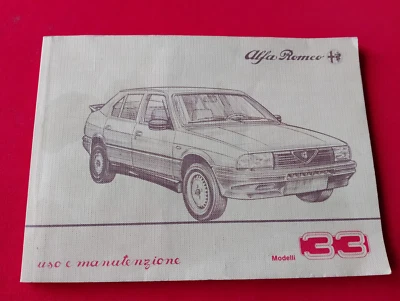 Alfa Romeo
uso e manutenzione
Modelli 33